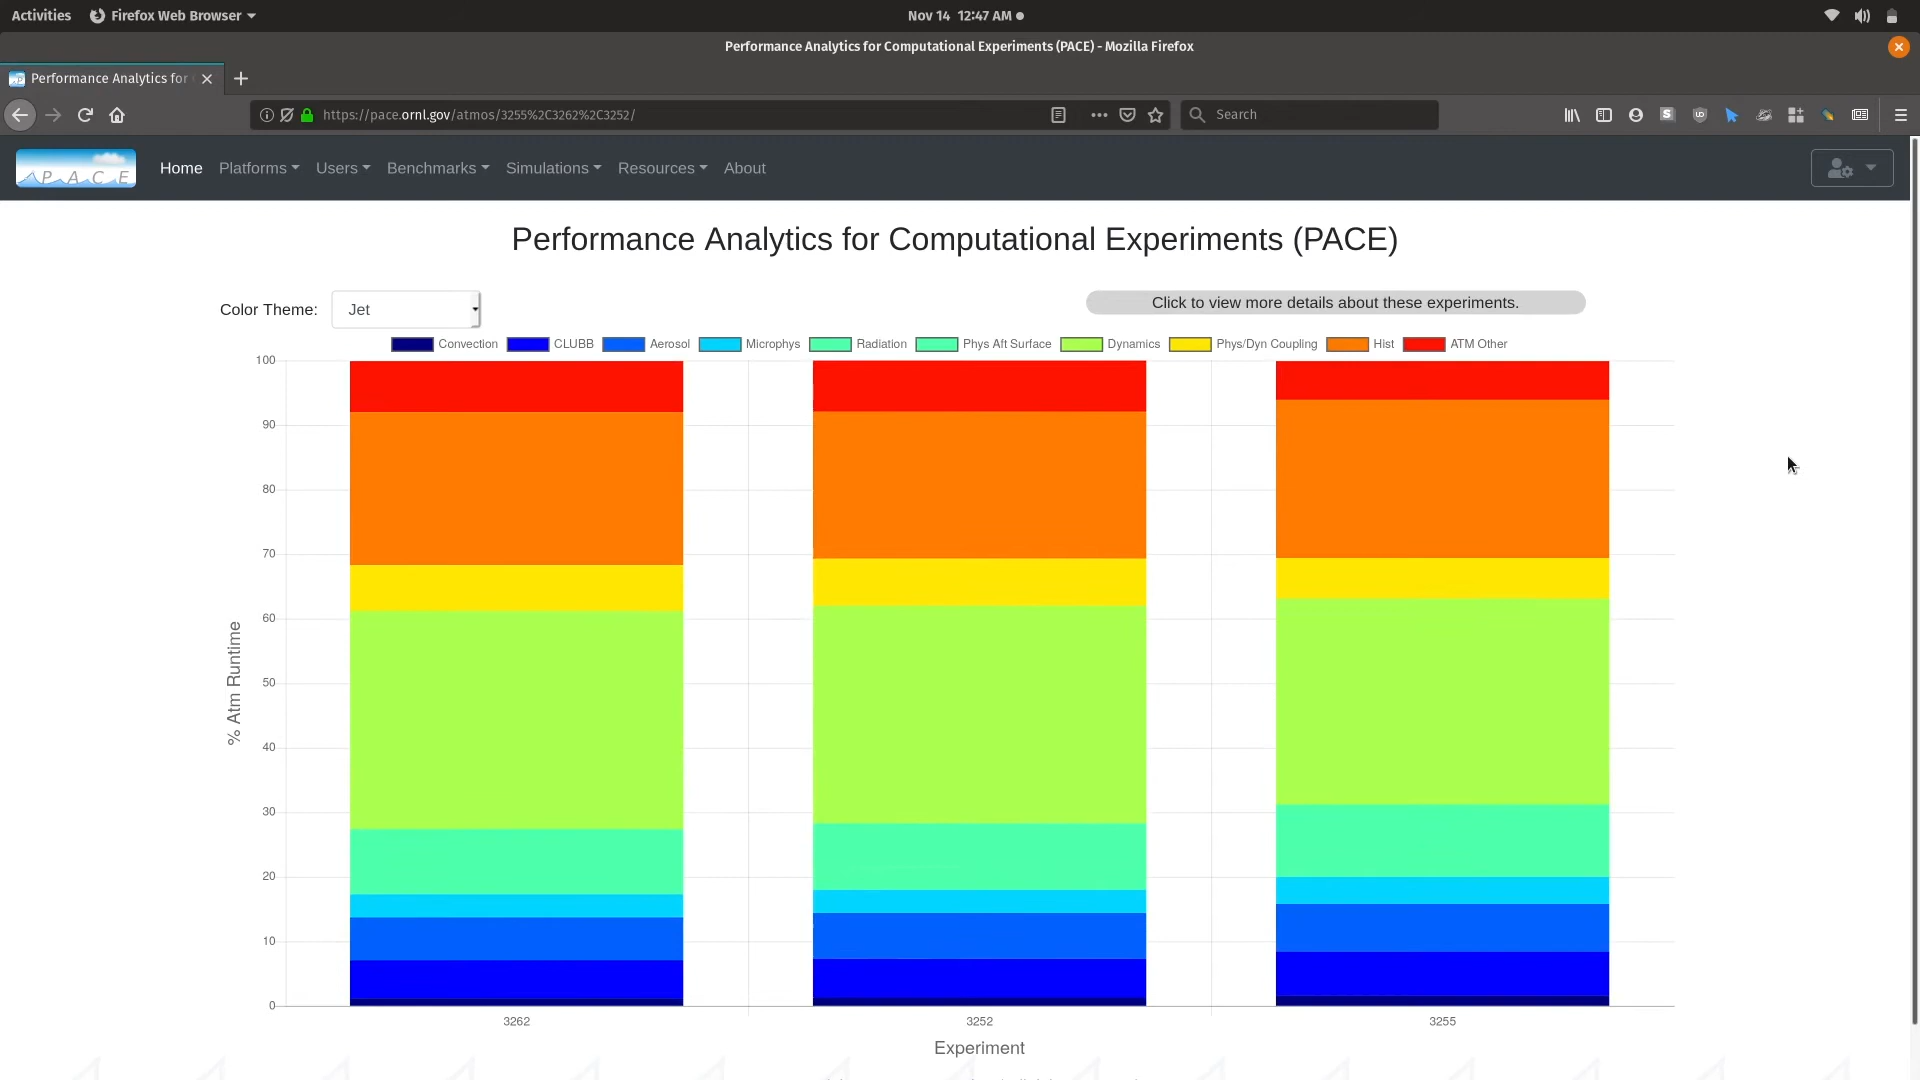 Activities Firefox Web Browser Nov 14 12:47 AM
Performance Analytics for Computational Experiments (PACE) - Mozilla Firefox
Performance Analytics for
https://pace.ornl.gov/atmos/3255%2C3262%2C3252/ Search
PACE Home Platforms Users Benchmarks Simulations Resources About
Performance Analytics for Computational Experiments (PACE)
Color Theme: Jet Click to view more details about these experiments.
Convection CLUBB Aerosol Microphys Radiation Phys Aft Surface Dynamics Phys/Dyn Coupling Hist ATM Other
100
90
80
70
60
50
40
30
20
10
0
% Atm Runtime
3262 3252 3255
Experiment